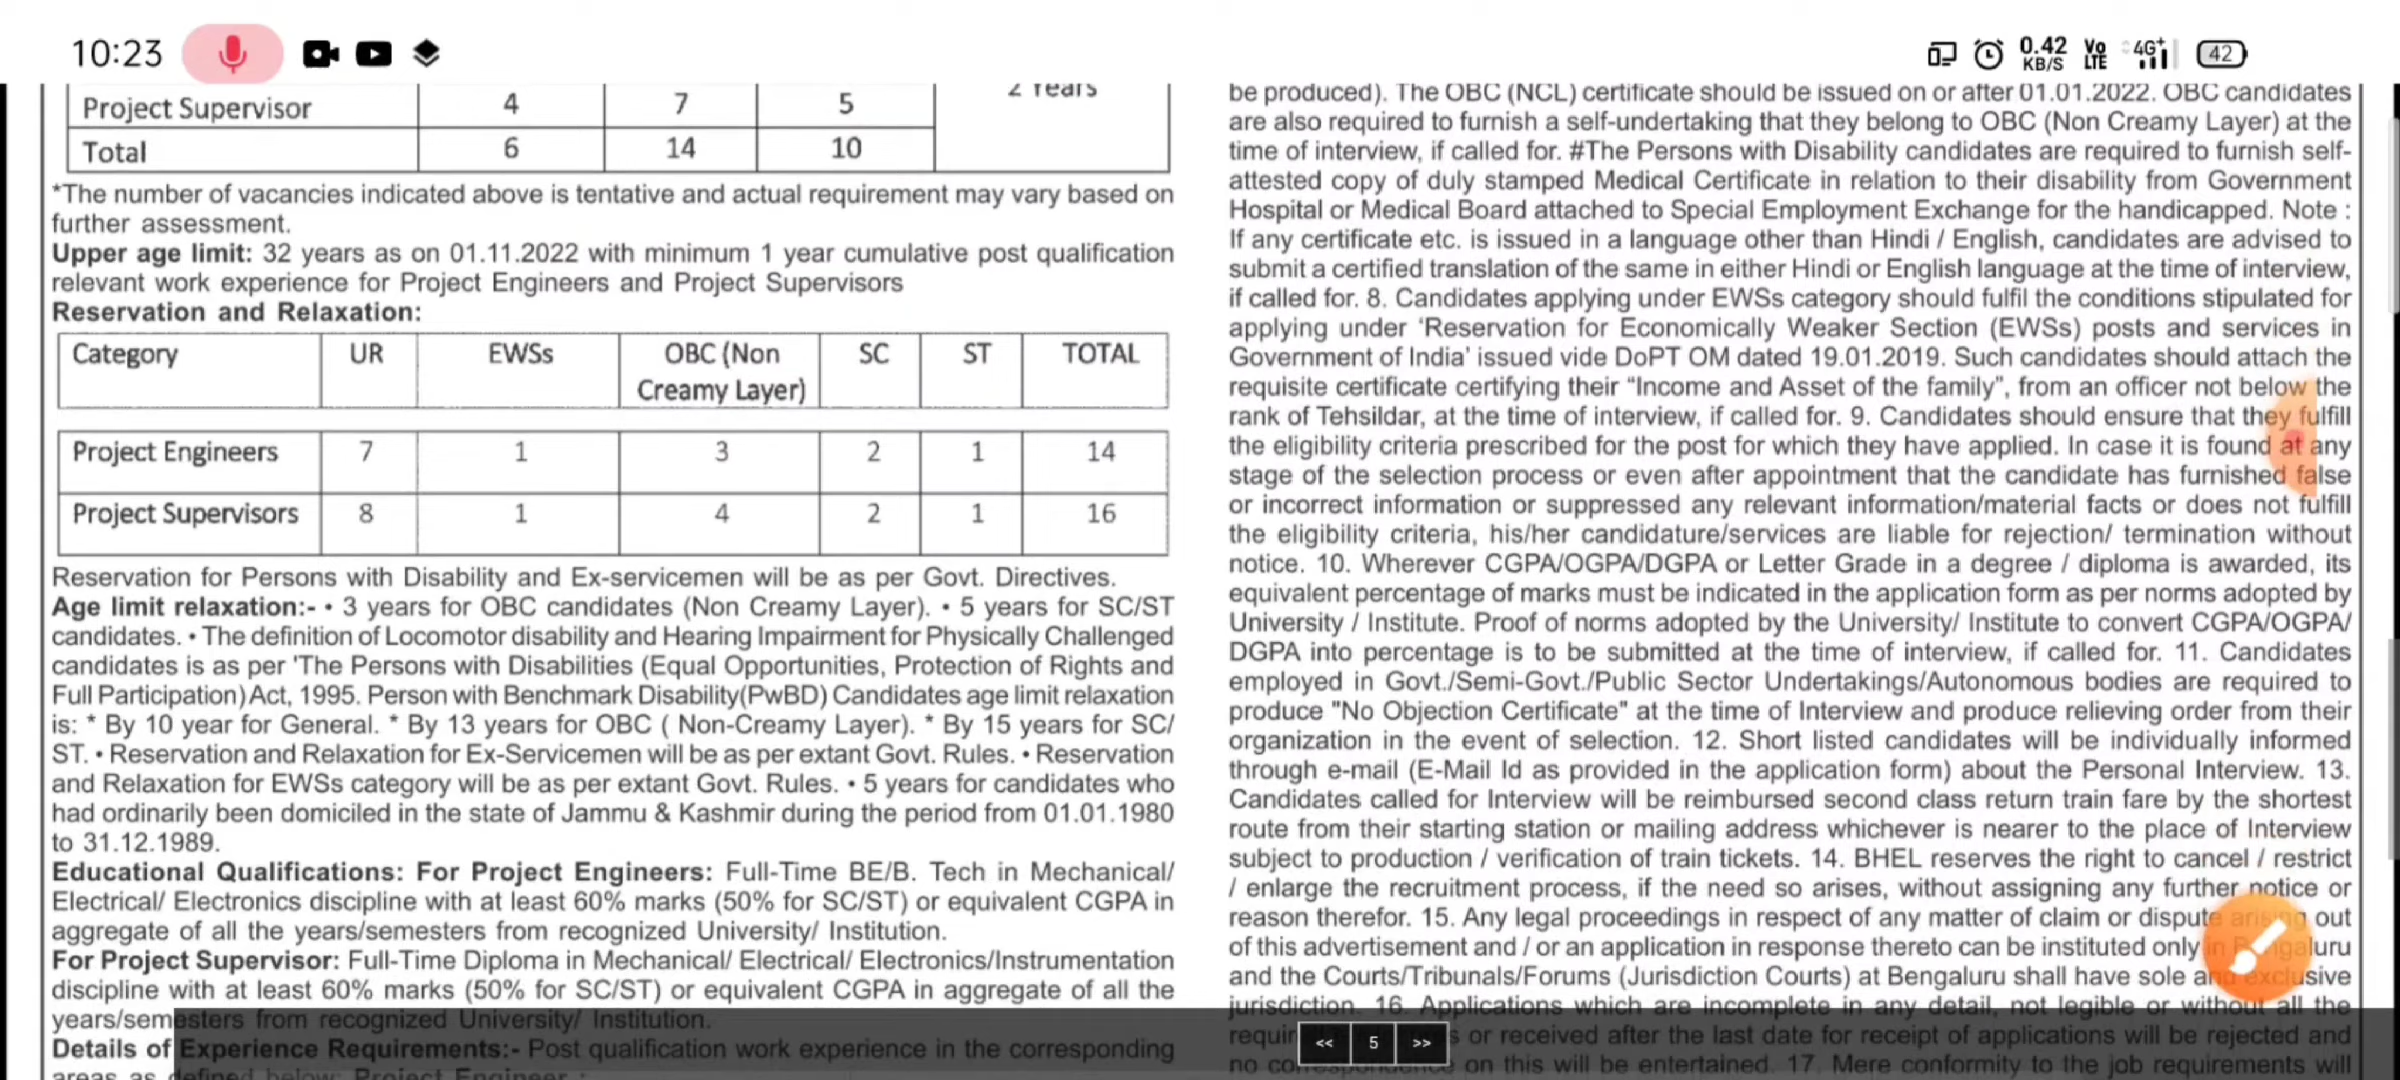 10:23
0.42 KB/S Vo LTE 4G+ 42
2 Years
Project Supervisor 4 7 5
Total 6 14 10
*The number of vacancies indicated above is tentative and actual requirement may vary based on
further assessment.
Upper age limit: 32 years as on 01.11.2022 with minimum 1 year cumulative post qualification
relevant work experience for Project Engineers and Project Supervisors
Reservation and Relaxation:
Category UR EWSs OBC (Non Creamy Layer) SC ST TOTAL
Project Engineers 7 1 3 2 1 14
Project Supervisors 8 1 4 2 1 16
Reservation for Persons with Disability and Ex-servicemen will be as per Govt. Directives.
Age limit relaxation:- • 3 years for OBC candidates (Non Creamy Layer). • 5 years for SC/ST
candidates. • The definition of Locomotor disability and Hearing Impairment for Physically Challenged
candidates is as per 'The Persons with Disabilities (Equal Opportunities, Protection of Rights and
Full Participation) Act, 1995. Person with Benchmark Disability(PwBD) Candidates age limit relaxation
is: * By 10 year for General. * By 13 years for OBC ( Non-Creamy Layer). * By 15 years for SC/
ST. • Reservation and Relaxation for Ex-Servicemen will be as per extant Govt. Rules. • Reservation
and Relaxation for EWSs category will be as per extant Govt. Rules. • 5 years for candidates who
had ordinarily been domiciled in the state of Jammu & Kashmir during the period from 01.01.1980
to 31.12.1989.
Educational Qualifications: For Project Engineers: Full-Time BE/B. Tech in Mechanical/
Electrical/ Electronics discipline with at least 60% marks (50% for SC/ST) or equivalent CGPA in
aggregate of all the years/semesters from recognized University/ Institution.
For Project Supervisor: Full-Time Diploma in Mechanical/ Electrical/ Electronics/Instrumentation
discipline with at least 60% marks (50% for SC/ST) or equivalent CGPA in aggregate of all the
years/semesters from recognized University/ Institution.
Details of Experience Requirements:- Post qualification work experience in the corresponding
areas as defined below: Project Engineer :
be produced). The OBC (NCL) certificate should be issued on or after 01.01.2022. OBC candidates
are also required to furnish a self-undertaking that they belong to OBC (Non Creamy Layer) at the
time of interview, if called for. #The Persons with Disability candidates are required to furnish self-
attested copy of duly stamped Medical Certificate in relation to their disability from Government
Hospital or Medical Board attached to Special Employment Exchange for the handicapped. Note :
If any certificate etc. is issued in a language other than Hindi / English, candidates are advised to
submit a certified translation of the same in either Hindi or English language at the time of interview,
if called for. 8. Candidates applying under EWSs category should fulfil the conditions stipulated for
applying under 'Reservation for Economically Weaker Section (EWSs) posts and services in
Government of India' issued vide DoPT OM dated 19.01.2019. Such candidates should attach the
requisite certificate certifying their "Income and Asset of the family", from an officer not below the
rank of Tehsildar, at the time of interview, if called for. 9. Candidates should ensure that they fulfill
the eligibility criteria prescribed for the post for which they have applied. In case it is found at any
stage of the selection process or even after appointment that the candidate has furnished false
or incorrect information or suppressed any relevant information/material facts or does not fulfill
the eligibility criteria, his/her candidature/services are liable for rejection/ termination without
notice. 10. Wherever CGPA/OGPA/DGPA or Letter Grade in a degree / diploma is awarded, its
equivalent percentage of marks must be indicated in the application form as per norms adopted by
University / Institute. Proof of norms adopted by the University/ Institute to convert CGPA/OGPA/
DGPA into percentage is to be submitted at the time of interview, if called for. 11. Candidates
employed in Govt./Semi-Govt./Public Sector Undertakings/Autonomous bodies are required to
produce "No Objection Certificate" at the time of Interview and produce relieving order from their
organization in the event of selection. 12. Short listed candidates will be individually informed
through e-mail (E-Mail Id as provided in the application form) about the Personal Interview. 13.
Candidates called for Interview will be reimbursed second class return train fare by the shortest
route from their starting station or mailing address whichever is nearer to the place of Interview
subject to production / verification of train tickets. 14. BHEL reserves the right to cancel / restrict
/ enlarge the recruitment process, if the need so arises, without assigning any further notice or
reason therefor. 15. Any legal proceedings in respect of any matter of claim or dispute arising out
of this advertisement and / or an application in response thereto can be instituted only in Bengaluru
and the Courts/Tribunals/Forums (Jurisdiction Courts) at Bengaluru shall have sole and exclusive
jurisdiction. 16. Applications which are incomplete in any detail, not legible or without all the
requir s or received after the last date for receipt of applications will be rejected and
no correspondence on this will be entertained. 17. Mere conformity to the job requirements will
<< 5 >>